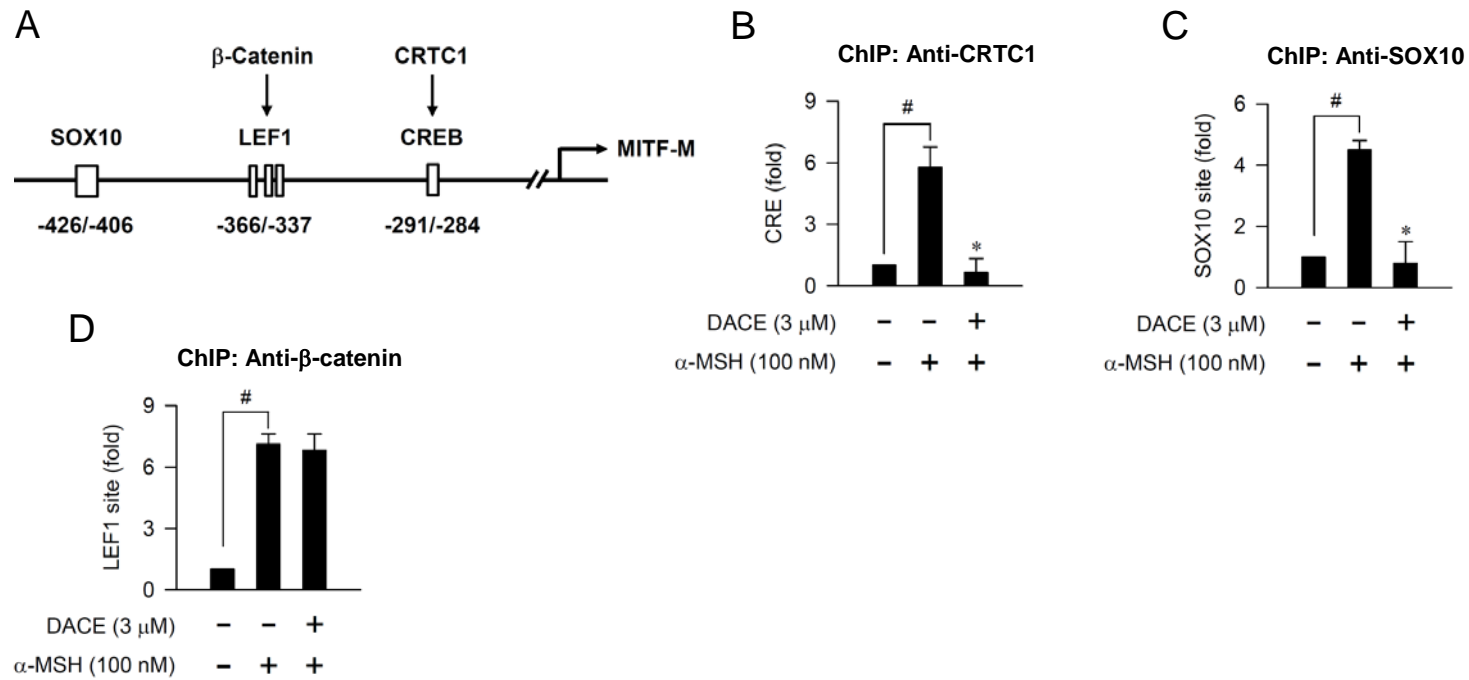 A
β-Catenin CRTC1
SOX10 LEF1 CREB
MITF-M
-426/-406 -366/-337 -291/-284
B
ChIP: Anti-CRTC1
CRE (fold)
9
6
3
0
#
*
DACE (3 μM) − − +
α-MSH (100 nM) − + +
C
ChIP: Anti-SOX10
SOX10 site (fold)
6
4
2
0
#
*
DACE (3 μM) − − +
α-MSH (100 nM) − + +
D
ChIP: Anti-β-catenin
LEF1 site (fold)
9
6
3
0
#
DACE (3 μM) − − +
α-MSH (100 nM) − + +